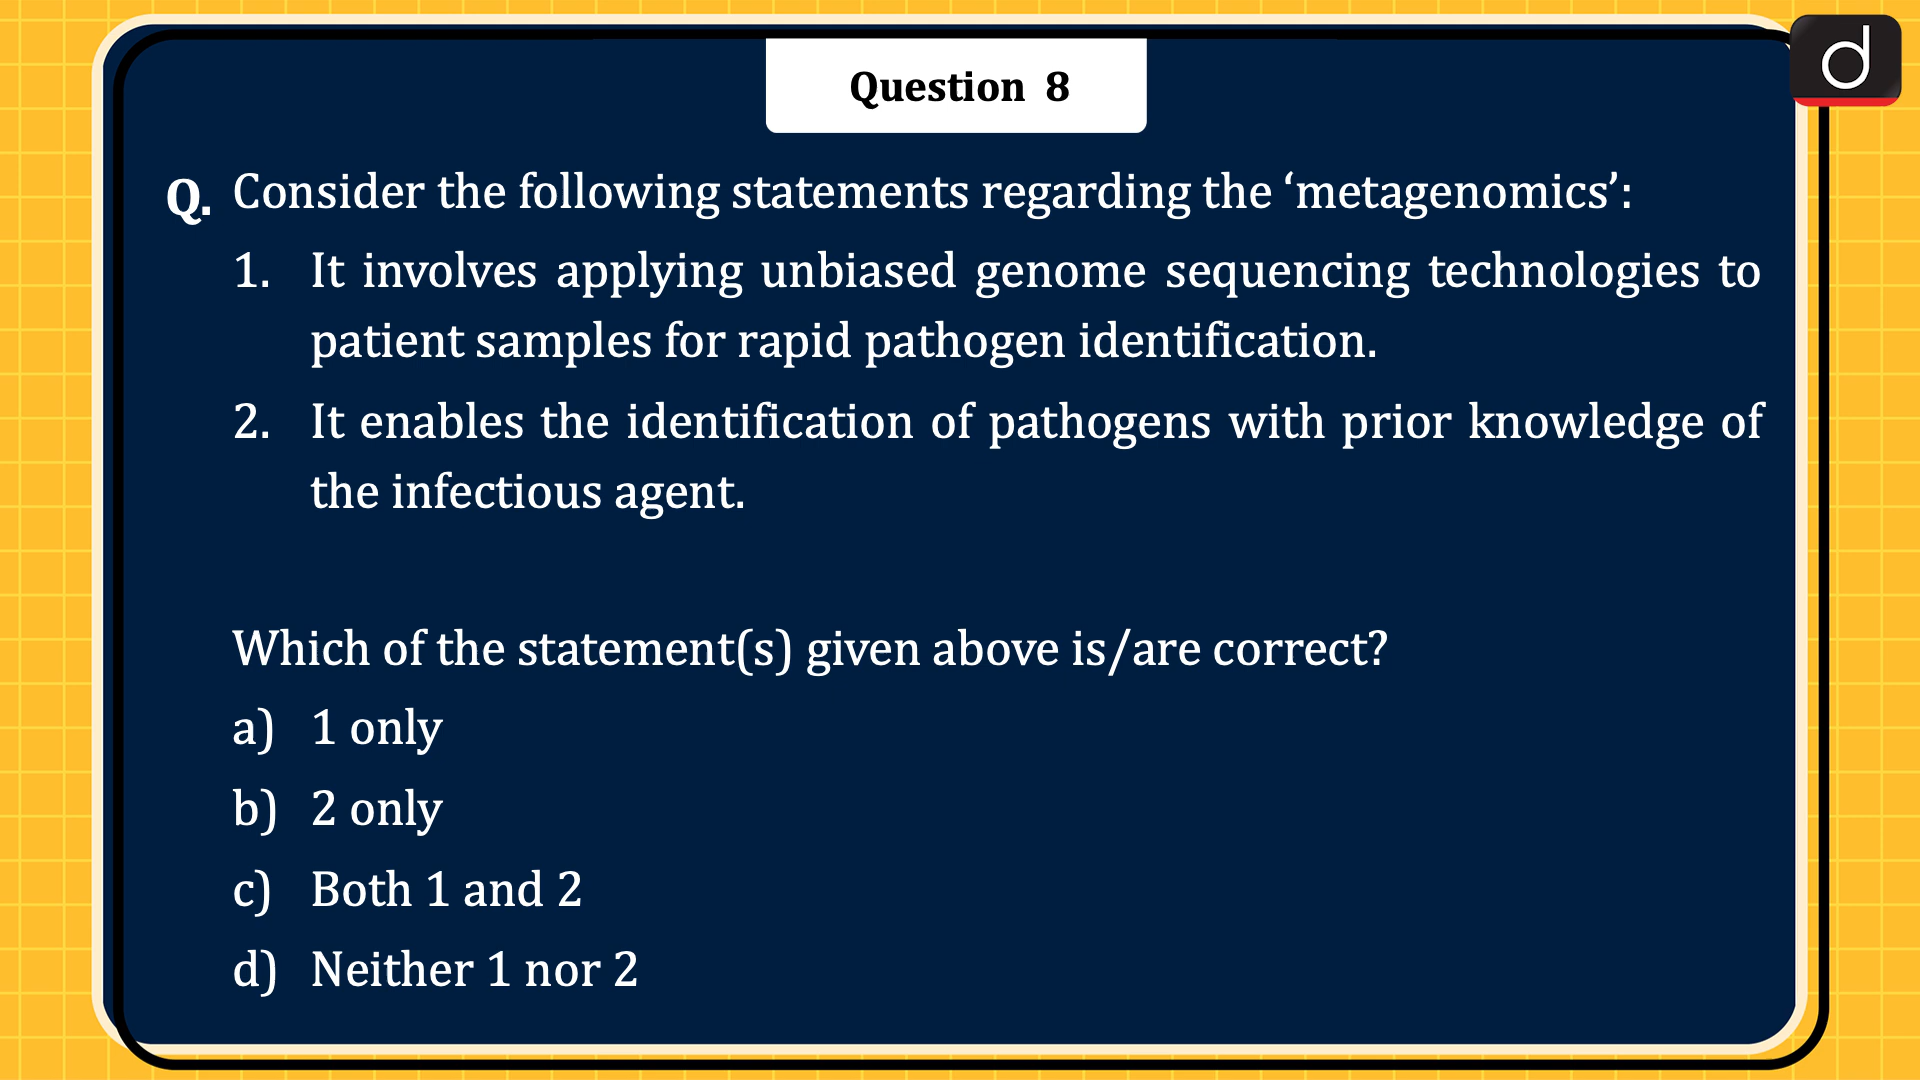 Question 8
d
Q. Consider the following statements regarding the ‘metagenomics’:
1. It involves applying unbiased genome sequencing technologies to
patient samples for rapid pathogen identification.
2. It enables the identification of pathogens with prior knowledge of
the infectious agent.
Which of the statement(s) given above is/are correct?
a) 1 only
b) 2 only
c) Both 1 and 2
d) Neither 1 nor 2